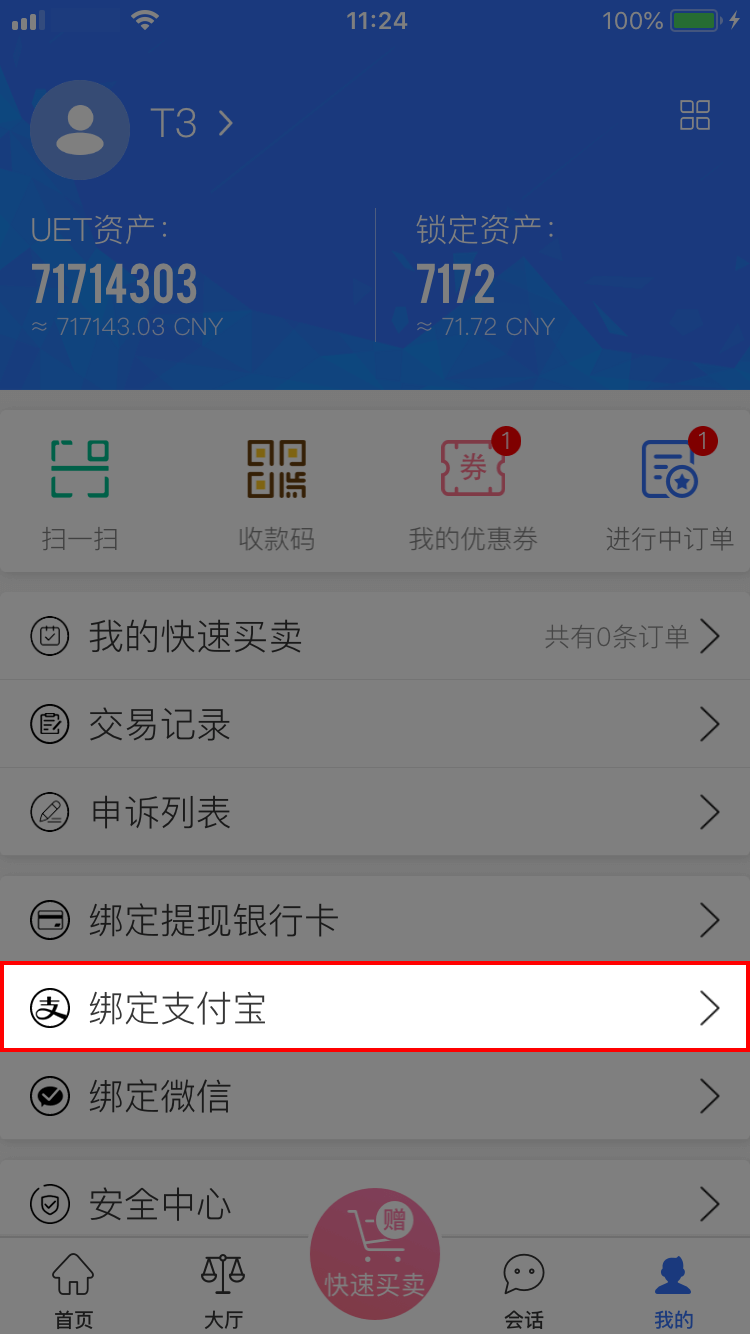 11:24 100%
T3
UET资产： 锁定资产：
71714303 7172
≈ 717143.03 CNY ≈ 71.72 CNY
1 1
券
扫一扫 收款码 我的优惠券 进行中订单
我的快速买卖 共有0条订单
交易记录
申诉列表
绑定提现银行卡
支 绑定支付宝
绑定微信
安全中心
赠
快速买卖
首页 大厅 会话 我的